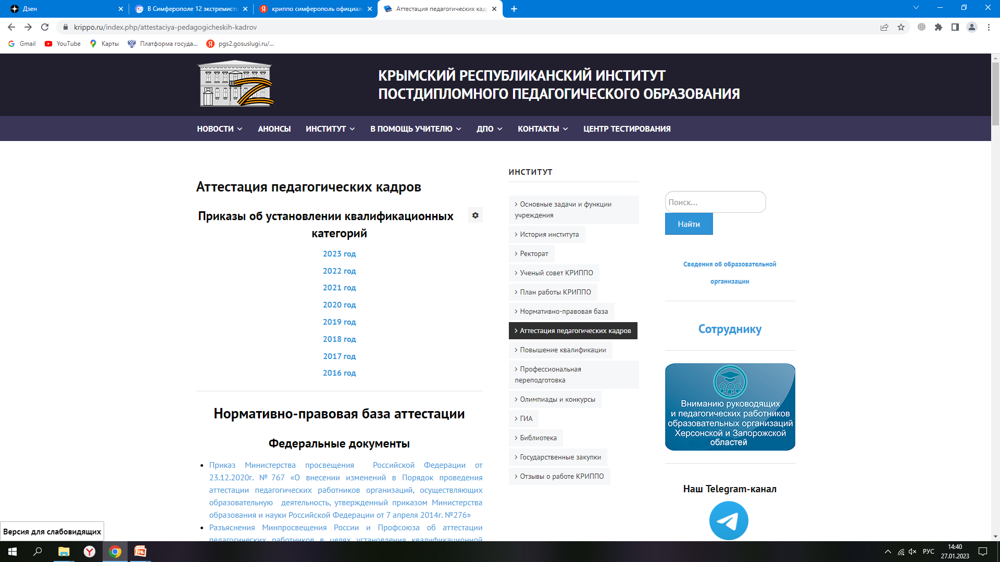 Дзен
В Симферополе 12 экстремисто
криппо симферополь официал
Аттестация педагогических кад
krippo.ru/index.php/attestaciya-pedagogicheskih-kadrov
Gmail
YouTube
Карты
Платформа госуда...
pgs2.gosuslugi.ru/...
КРЫМСКИЙ РЕСПУБЛИКАНСКИЙ ИНСТИТУТ
ПОСТДИПЛОМНОГО ПЕДАГОГИЧЕСКОГО ОБРАЗОВАНИЯ
НОВОСТИ
АНОНСЫ
ИНСТИТУТ
В ПОМОЩЬ УЧИТЕЛЮ
ДПО
КОНТАКТЫ
ЦЕНТР ТЕСТИРОВАНИЯ
Аттестация педагогических кадров
Приказы об установлении квалификационных
категорий
2023 год
2022 год
2021 год
2020 год
2019 год
2018 год
2017 год
2016 год
Нормативно-правовая база аттестации
Федеральные документы
Приказ Министерства просвещения Российской Федерации от
23.12.2020г. № 767 «О внесении изменений в Порядок проведения
аттестации педагогических работников организаций, осуществляющих
образовательную деятельность, утвержденный приказом Министерства
образования и науки Российской Федерации от 7 апреля 2014г. №276»
Разъяснения Минпросвещения России и Профсоюза об аттестации
педагогических работников в целях установления квалификационной
ИНСТИТУТ
Основные задачи и функции
учреждения
История института
Ректорат
Ученый совет КРИППО
План работы КРИППО
Нормативно-правовая база
Аттестация педагогических кадров
Повышение квалификации
Профессиональная
переподготовка
Олимпиады и конкурсы
ГИА
Библиотека
Государственные закупки
Отзывы о работе КРИППО
Поиск...
Найти
Сведения об образовательной
организации
Сотруднику
Вниманию руководящих
и педагогических работников
образовательных организаций
Херсонской и Запорожской
областей
Наш Telegram-канал
Версия для слабовидящих
РУС
14:40
27.01.2023